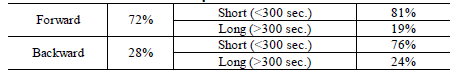 Forward 72% Short (<300 sec.) 81%
Long (>300 sec.) 19%
Backward 28% Short (<300 sec.) 76%
Long (>300 sec.) 24%